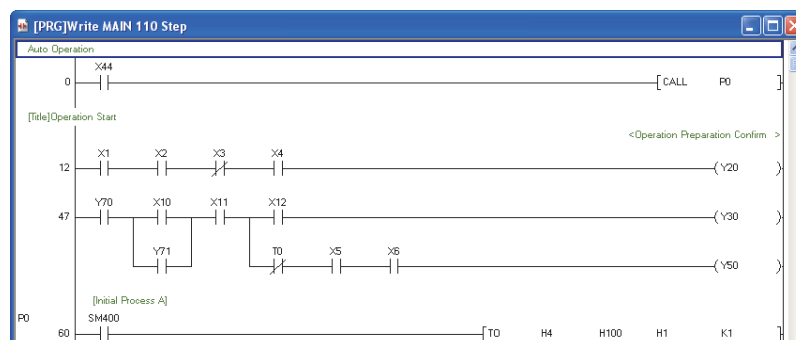 [PRG]Write MAIN 110 Step
Auto Operation
X44
0 [ CALL P0 ]
[Title]Operation Start
<Operation Preparation Confirm >
X1 X2 X3 X4
12 ( Y20 )
Y70 X10 X11 X12
47 ( Y30 )
Y71 T0 X5 X6
( Y50 )
[Initial Process A]
P0 SM400
60 [ TO H4 H100 H1 K1 ]